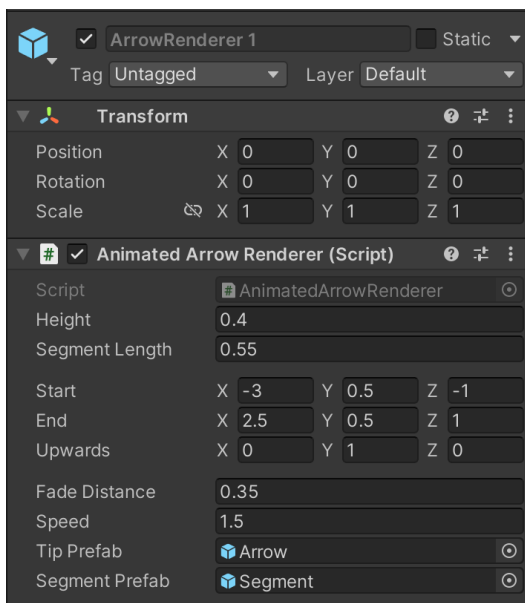 ArrowRenderer 1 Static
Tag Untagged Layer Default
Transform
Position X 0 Y 0 Z 0
Rotation X 0 Y 0 Z 0
Scale X 1 Y 1 Z 1
# Animated Arrow Renderer (Script)
Script # AnimatedArrowRenderer
Height 0.4
Segment Length 0.55
Start X -3 Y 0.5 Z -1
End X 2.5 Y 0.5 Z 1
Upwards X 0 Y 1 Z 0
Fade Distance 0.35
Speed 1.5
Tip Prefab Arrow
Segment Prefab Segment